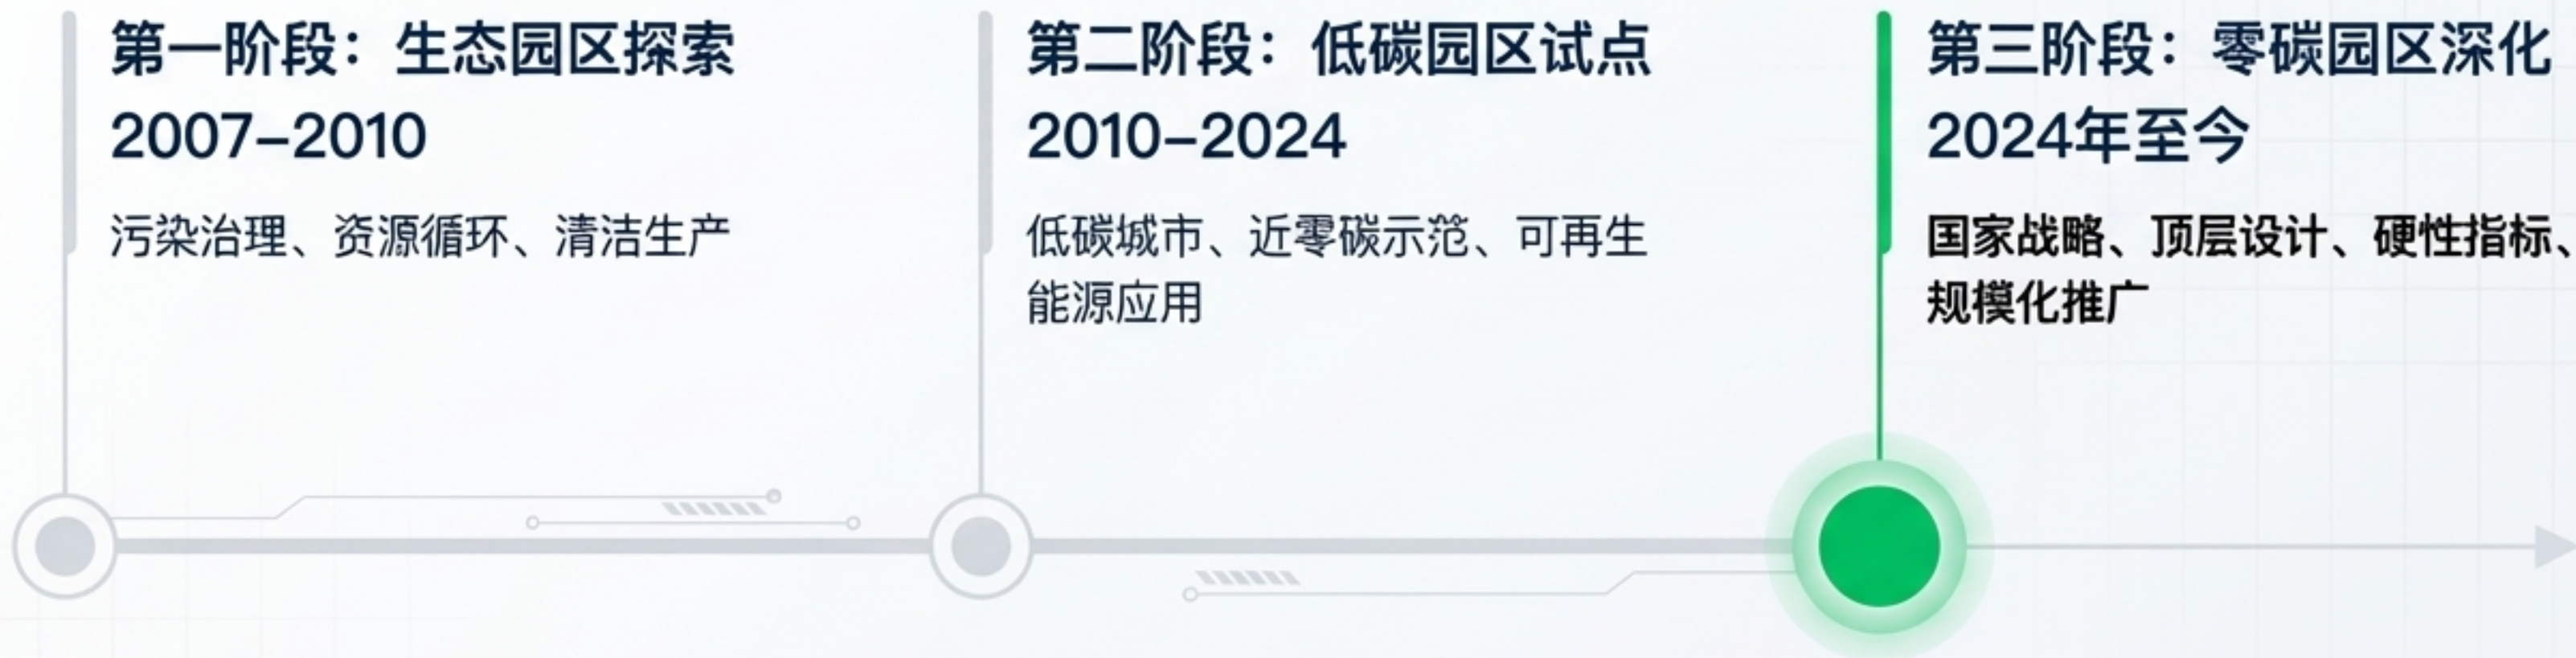 第一阶段：生态园区探索
2007–2010
污染治理、资源循环、清洁生产
第二阶段：低碳园区试点
2010–2024
低碳城市、近零碳示范、可再生
能源应用
第三阶段：零碳园区深化
2024年至今
国家战略、顶层设计、硬性指标、
规模化推广